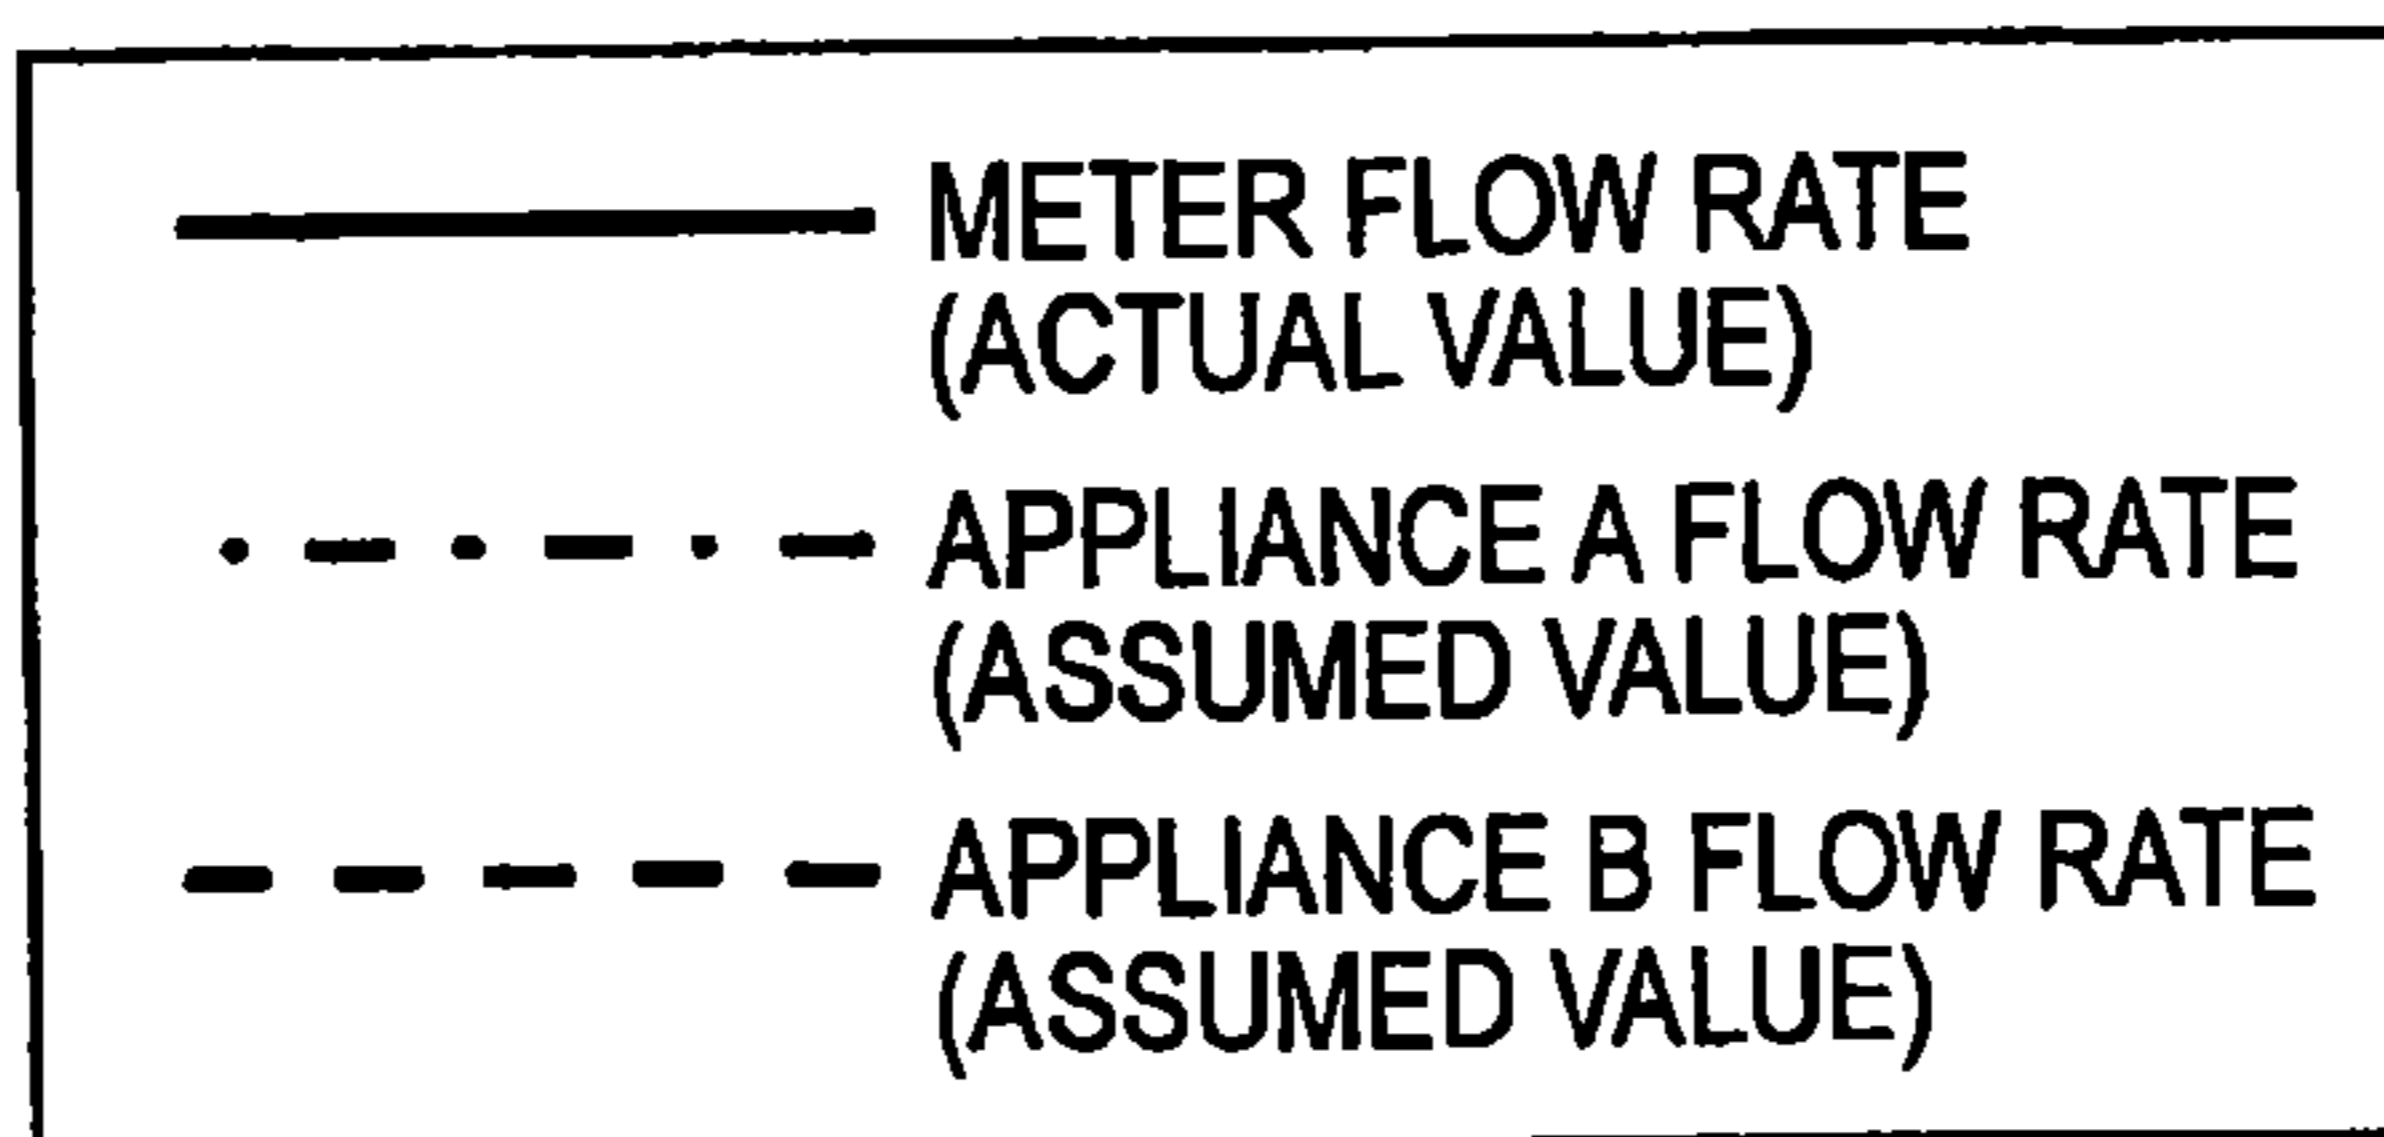 METER FLOW RATE
(ACTUAL VALUE)
APPLIANCE A FLOW RATE
(ASSUMED VALUE)
APPLIANCE B FLOW RATE
(ASSUMED VALUE)